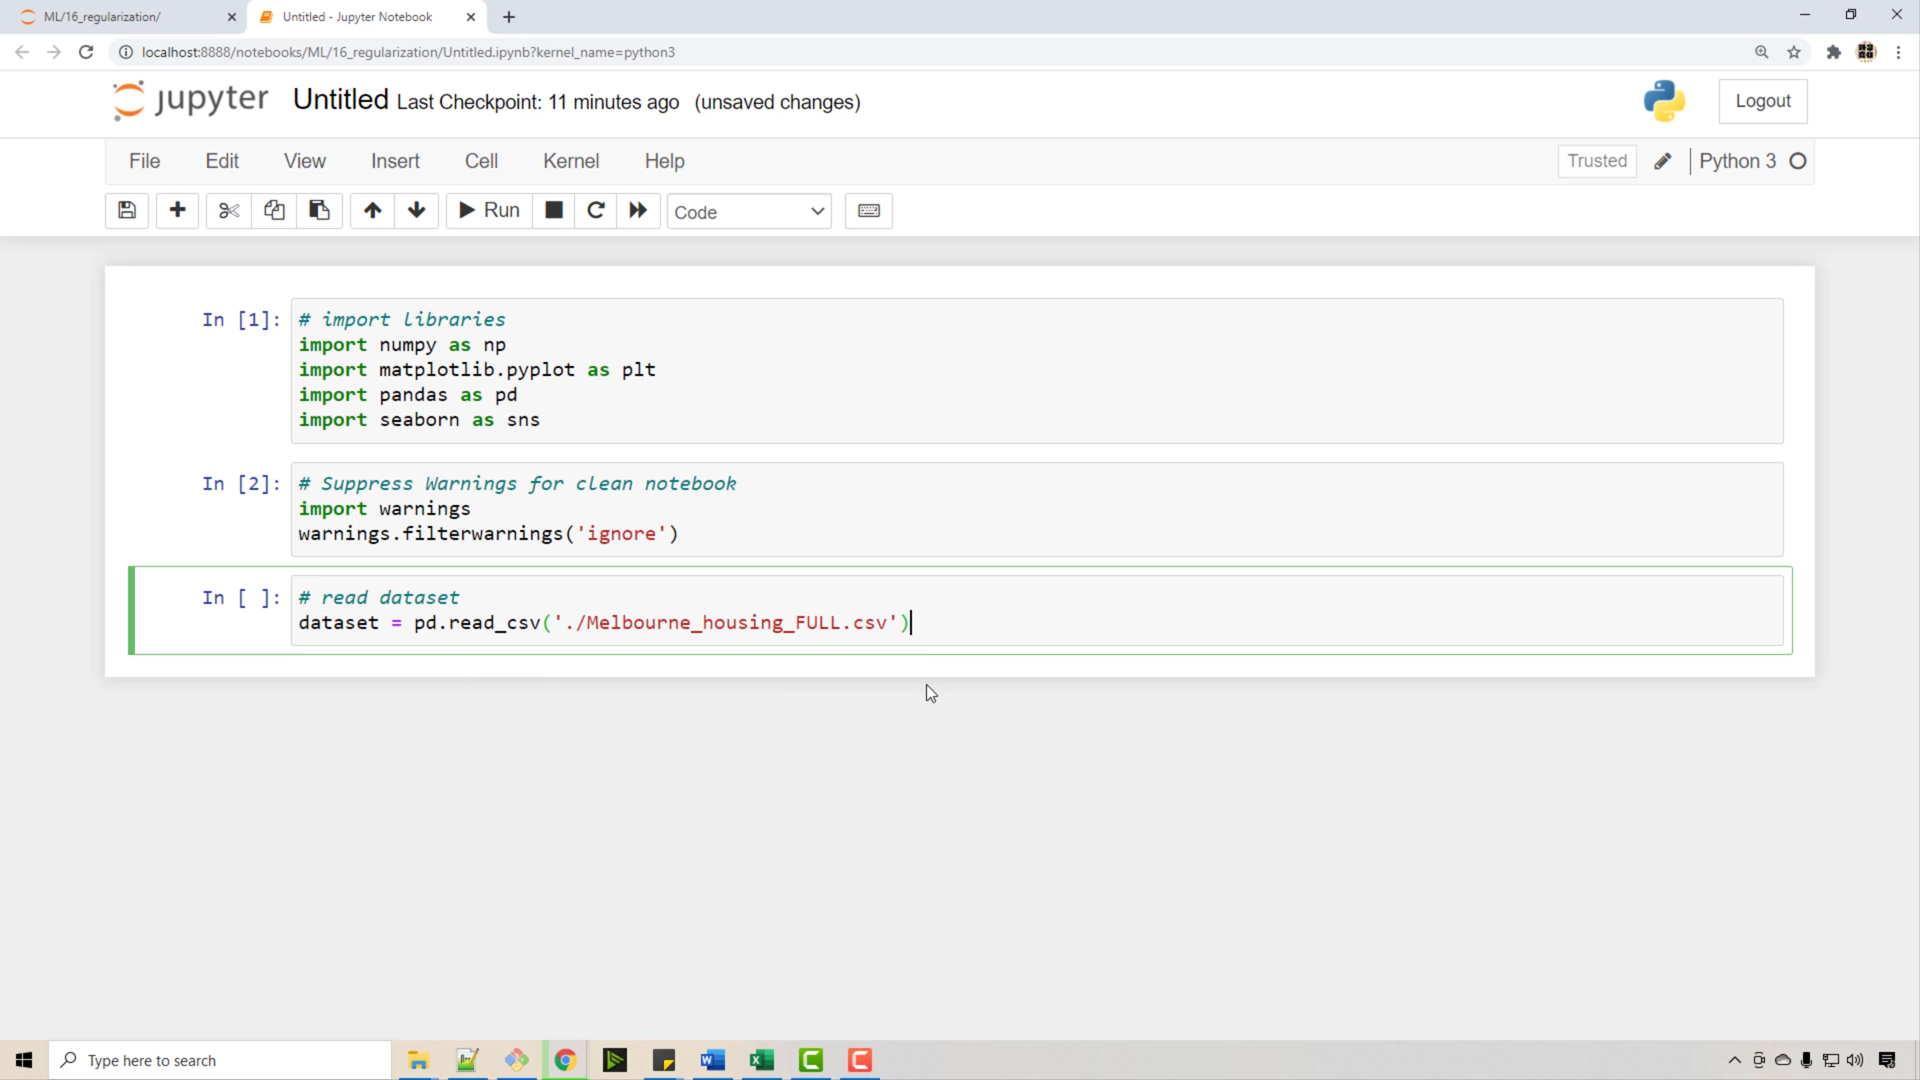 ML/16_regularization/
Untitled - Jupyter Notebook
localhost:8888/notebooks/ML/16_regularization/Untitled.ipynb?kernel_name=python3
jupyter Untitled Last Checkpoint: 11 minutes ago (unsaved changes)
Logout
File Edit View Insert Cell Kernel Help
Trusted
Python 3
Run
Code
In [1]: # import libraries
import numpy as np
import matplotlib.pyplot as plt
import pandas as pd
import seaborn as sns
In [2]: # Suppress Warnings for clean notebook
import warnings
warnings.filterwarnings('ignore')
In [ ]: # read dataset
dataset = pd.read_csv('./Melbourne_housing_FULL.csv')
Type here to search